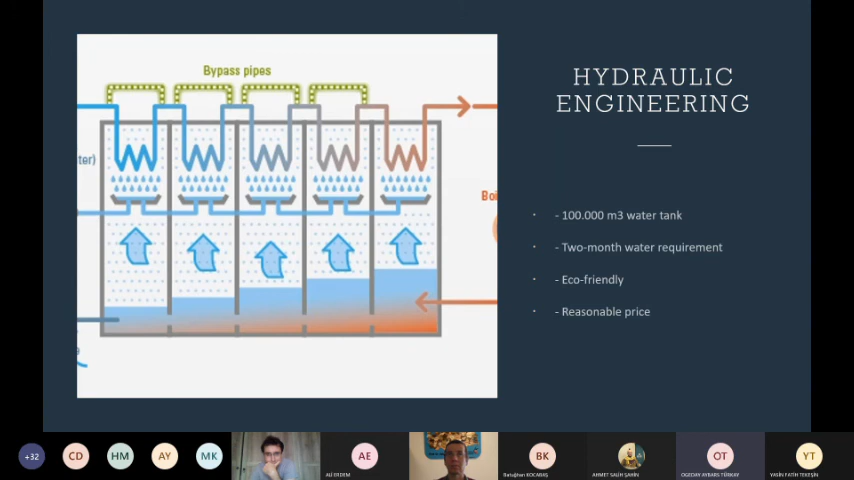 Bypass pipes
HYDRAULIC
ENGINEERING
ter)
Boi
· - 100.000 m3 water tank
· - Two-month water requirement
· - Eco-friendly
· - Reasonable price
+32
CD
HM
AY
MK
AE
ALİ ERDEM
BK
Batuğhan KOCABAŞ
AHMET SALİH ŞAHİN
OT
OGEDAY AYBARS TÜRKAY
YT
YASİN FATİH TEKEŞİN